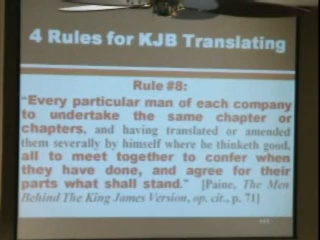 4 Rules for KJB Translating
Rule #8:
"Every particular man of each company
to undertake the same chapter or
chapters, and having translated or amended
them severally by himself where he thinketh good,
all to meet together to confer when
they have done, and agree for their
parts what shall stand." [Paine, The Men
Behind The King James Version, op. cit., p. 71]